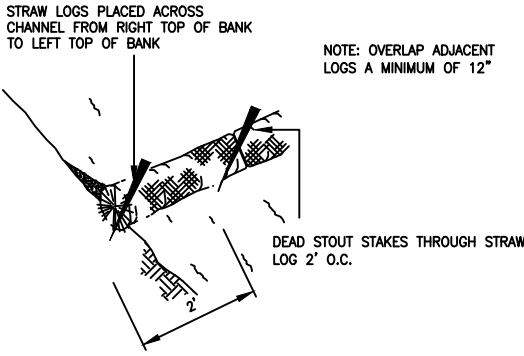 STRAW LOGS PLACED ACROSS
CHANNEL FROM RIGHT TOP OF BANK
TO LEFT TOP OF BANK
NOTE: OVERLAP ADJACENT
LOGS A MINIMUM OF 12"
DEAD STOUT STAKES THROUGH STRAW
LOG 2' O.C.
2'